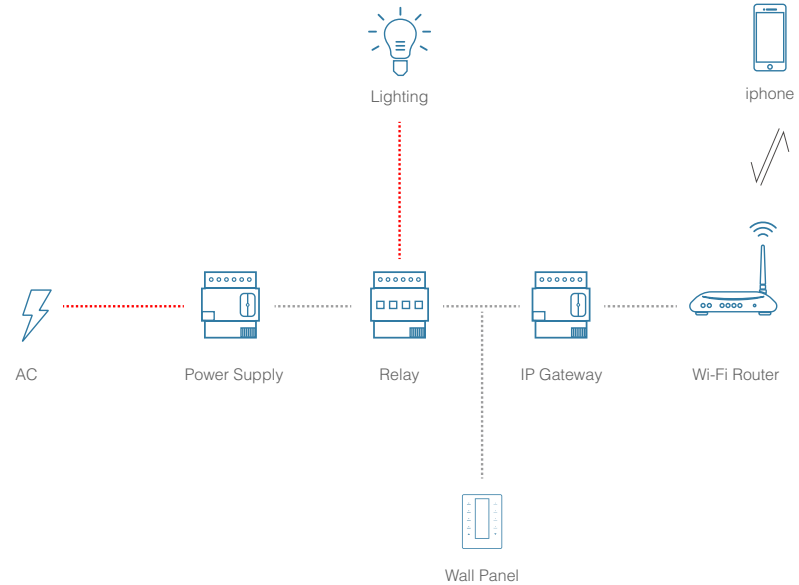 Lighting
iphone
AC
Power Supply
Relay
IP Gateway
Wi-Fi Router
Wall Panel